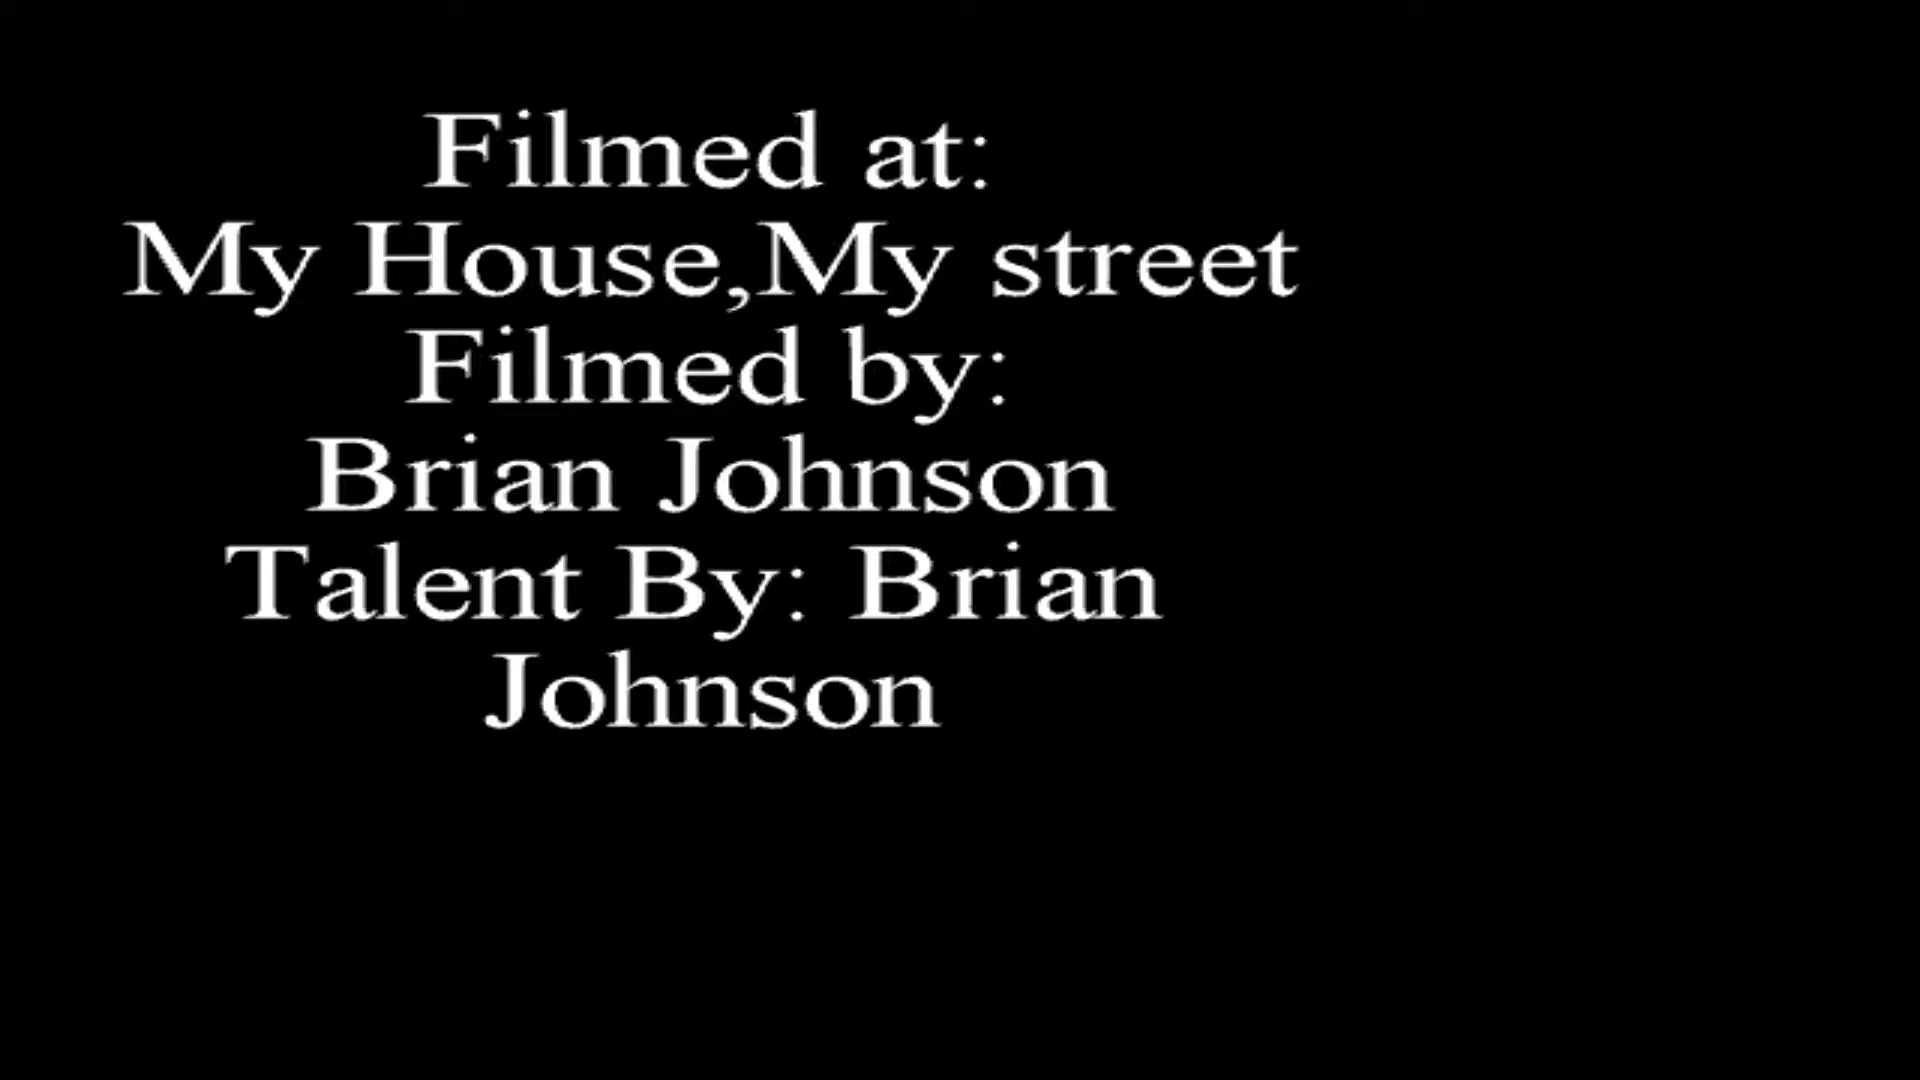 Filmed at:
My House,My street
Filmed by:
Brian Johnson
Talent By: Brian
Johnson